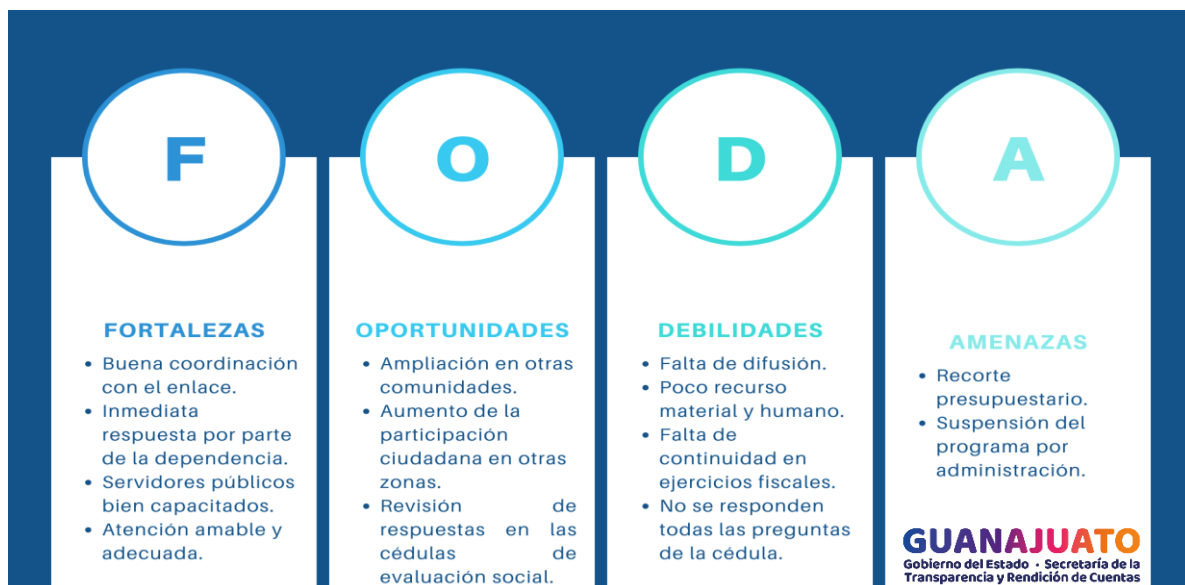 F
FORTALEZAS
• Buena coordinación
con el enlace.
• Inmediata
respuesta por parte
de la dependencia.
• Servidores públicos
bien capacitados.
• Atención amable y
adecuada.
O
OPORTUNIDADES
• Ampliación en otras
comunidades.
• Aumento de la
participación
ciudadana en otras
zonas.
• Revisión de
respuestas en las
cédulas de
evaluación social.
D
DEBILIDADES
• Falta de difusión.
• Poco recurso
material y humano.
• Falta de
continuidad en
ejercicios fiscales.
• No se responden
todas las preguntas
de la cédula.
A
AMENAZAS
• Recorte
presupuestario.
• Suspensión del
programa por
administración.
GUANAJUATO
Gobierno del Estado · Secretaría de la
Transparencia y Rendición de Cuentas